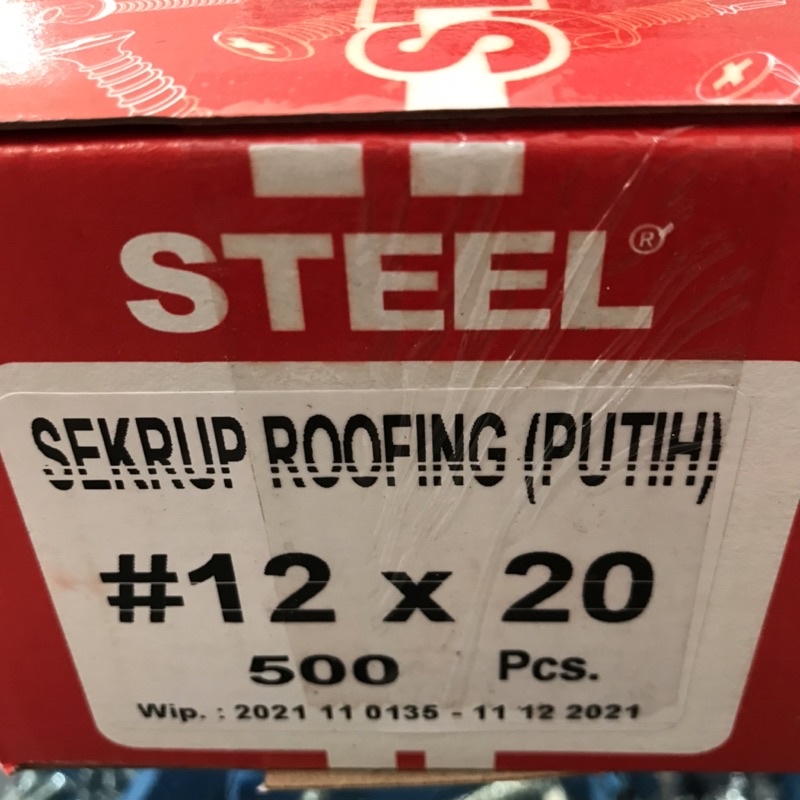 STEEL®
SEKRUP ROOFING (PUTIH)
#12 x 20
500 Pcs.
Wip. : 2021 11 0135 - 11 12 2021